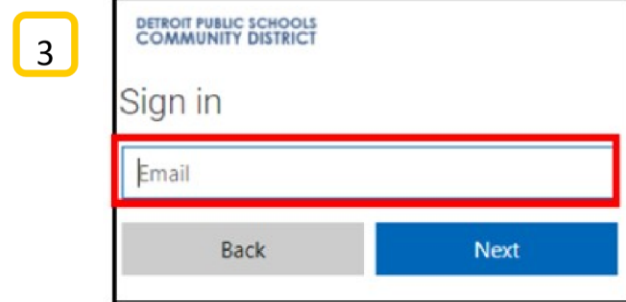 3
DETROIT PUBLIC SCHOOLS
COMMUNITY DISTRICT
Sign in
Email
Back Next